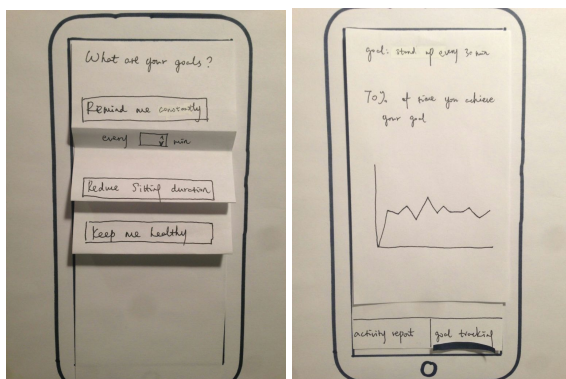 What are your goals?
Remind me constantly
every min
Reduce Sitting duration
Keep me healthy
goal: stand up every 30 min
70% of time you achieve
your goal
activity report
goal tracking